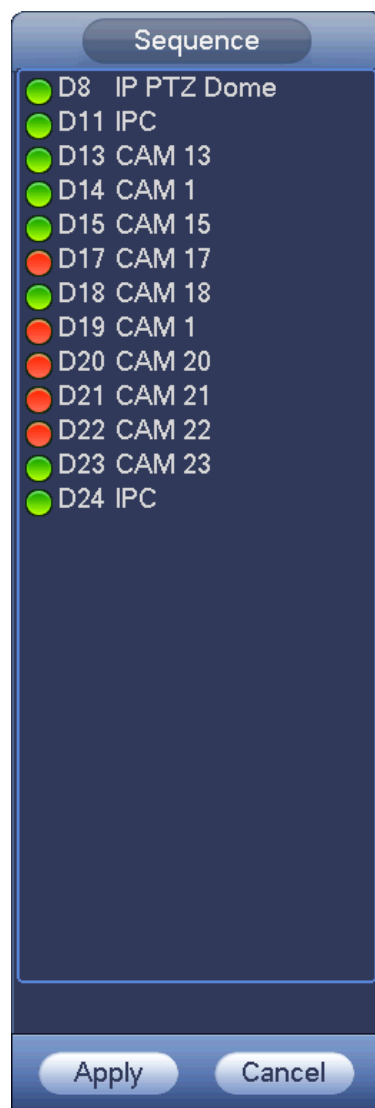 Sequence
D8 IP PTZ Dome
D11 IPC
D13 CAM 13
D14 CAM 1
D15 CAM 15
D17 CAM 17
D18 CAM 18
D19 CAM 1
D20 CAM 20
D21 CAM 21
D22 CAM 22
D23 CAM 23
D24 IPC
Apply Cancel